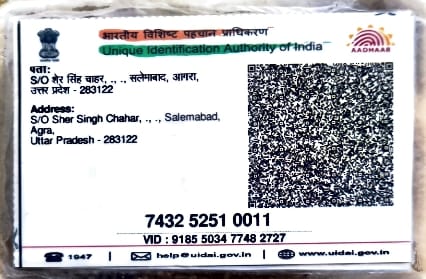 भारतीय विशिष्ट पहचान प्राधिकरण
Unique Identification Authority of India
AADHAAR
पता:
S/O शेर सिंह चाहर, ., ., सलेमाबाद, आगरा,
उत्तर प्रदेश - 283122
Address:
S/O Sher Singh Chahar, ., ., Salemabad,
Agra,
Uttar Pradesh - 283122
7432 5251 0011
VID : 9185 5034 7748 2727
1947 | help@uidai.gov.in | www.uidai.gov.in